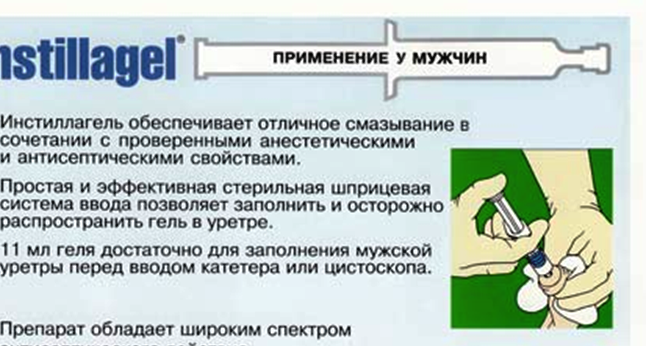 nstillagel®
ПРИМЕНЕНИЕ У МУЖЧИН
Инстиллагель обеспечивает отличное смазывание в
сочетании с проверенными анестетическими
и антисептическими свойствами.
Простая и эффективная стерильная шприцевая
система ввода позволяет заполнить и осторожно
распространить гель в уретре.
11 мл геля достаточно для заполнения мужской
уретры перед вводом катетера или цистоскопа.
Препарат обладает широким спектром